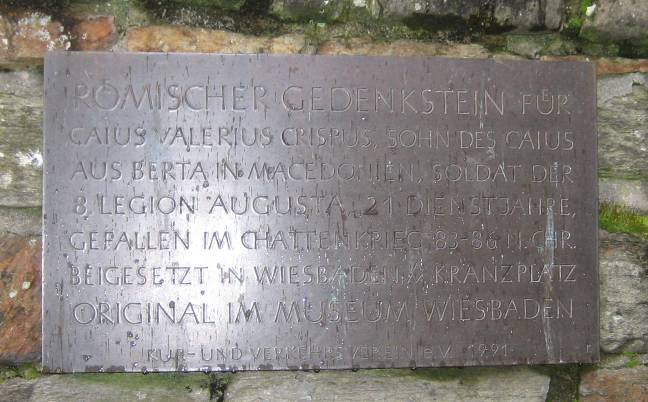 RÖMISCHER GEDENKSTEIN FÜR
CAIUS VALERIUS CRISPUS, SOHN DES CAIUS
AUS BERTA IN MACEDONIEN, SOLDAT DER
8. LEGION AUGUSTA, 21 DIENSTJAHRE,
GEFALLEN IM CHATTENKRIEG 83-86 N. CHR.
BEIGESETZT IN WIESBADEN / KRANZPLATZ
ORIGINAL IM MUSEUM WIESBADEN
KUR- UND VERKEHRSVEREIN e.V. 1991